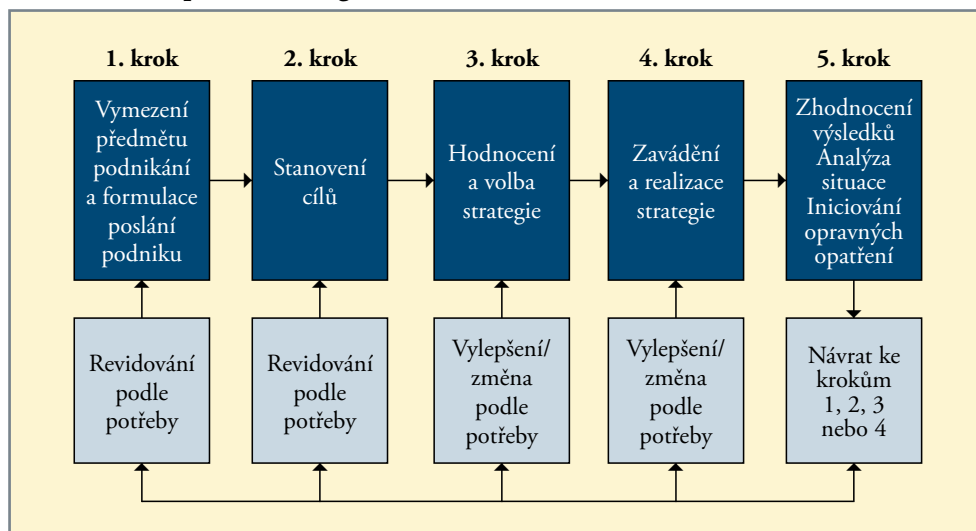 1. krok
2. krok
3. krok
4. krok
5. krok
Vymezení
předmětu
podnikání
a formulace
poslání
podniku
Stanovení
cílů
Hodnocení
a volba
strategie
Zavádění
a realizace
strategie
Zhodnocení
výsledků
Analýza
situace
Iniciování
opravných
opatření
Revidování
podle
potřeby
Revidování
podle
potřeby
Vylepšení/
změna
podle
potřeby
Vylepšení/
změna
podle
potřeby
Návrat ke
krokům
1, 2, 3
nebo 4